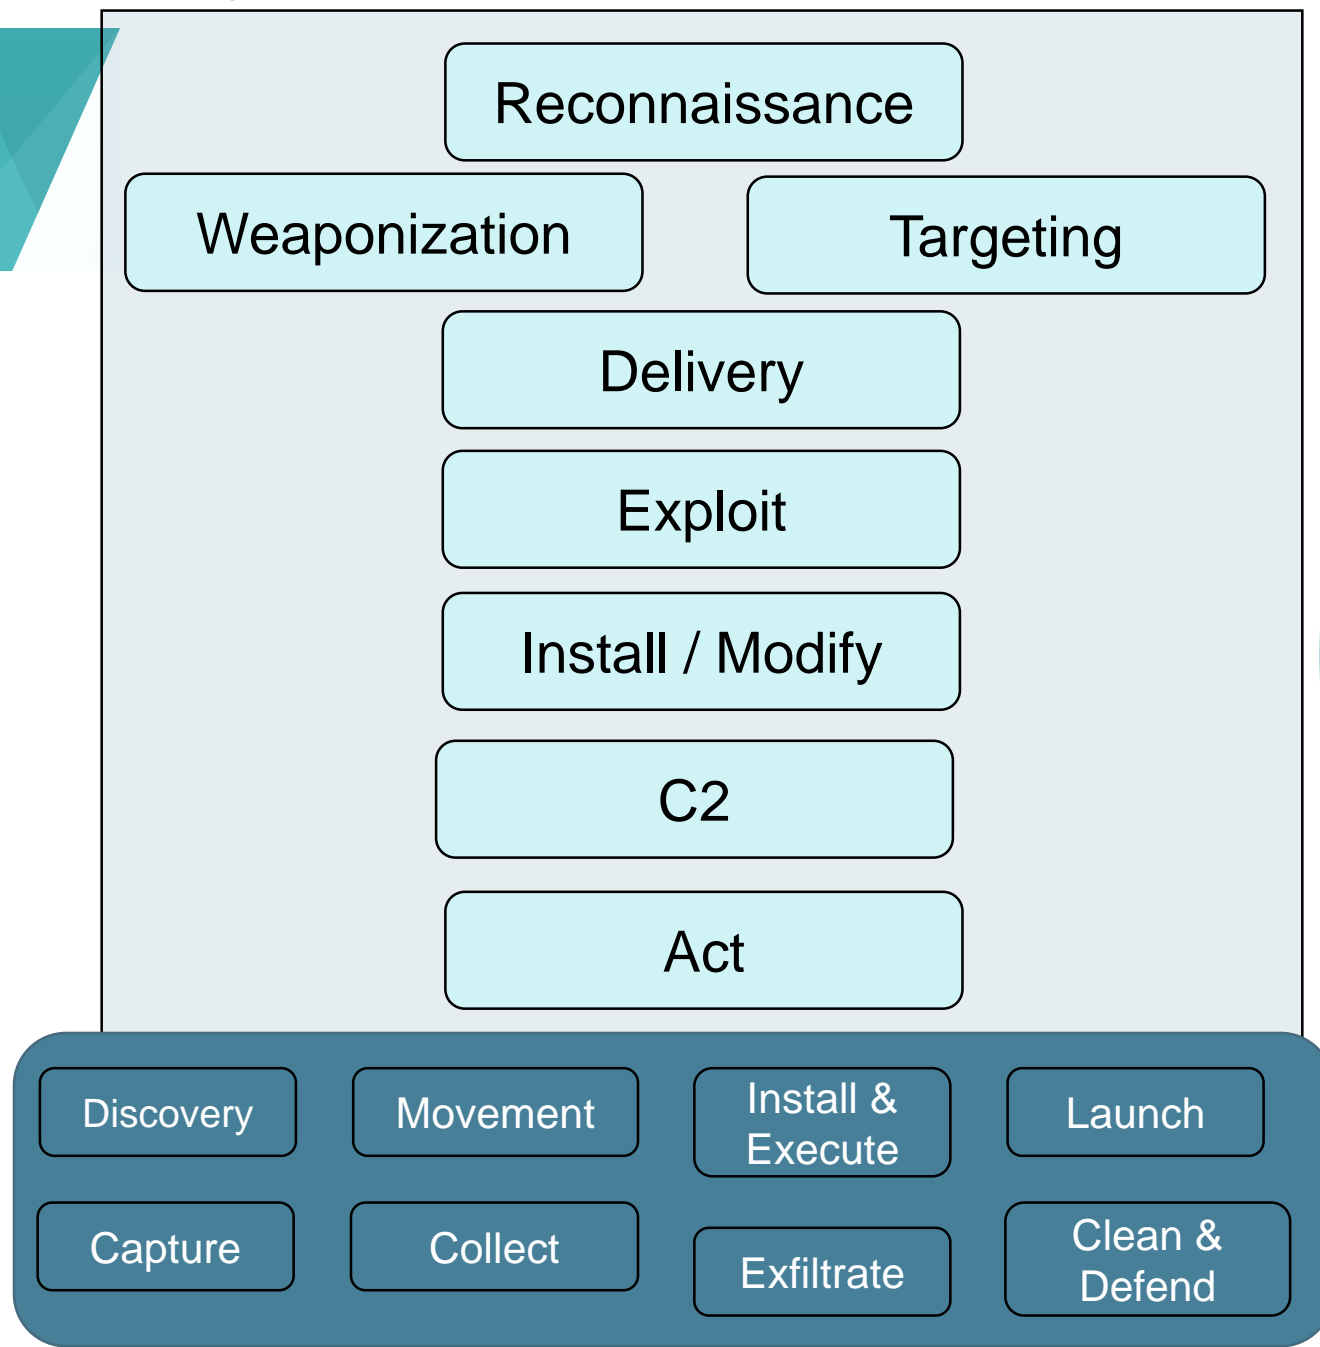 Reconnaissance
Weaponization
Targeting
Delivery
Exploit
Install / Modify
C2
Act
Discovery
Movement
Install &
Execute
Launch
Capture
Collect
Exfiltrate
Clean &
Defend